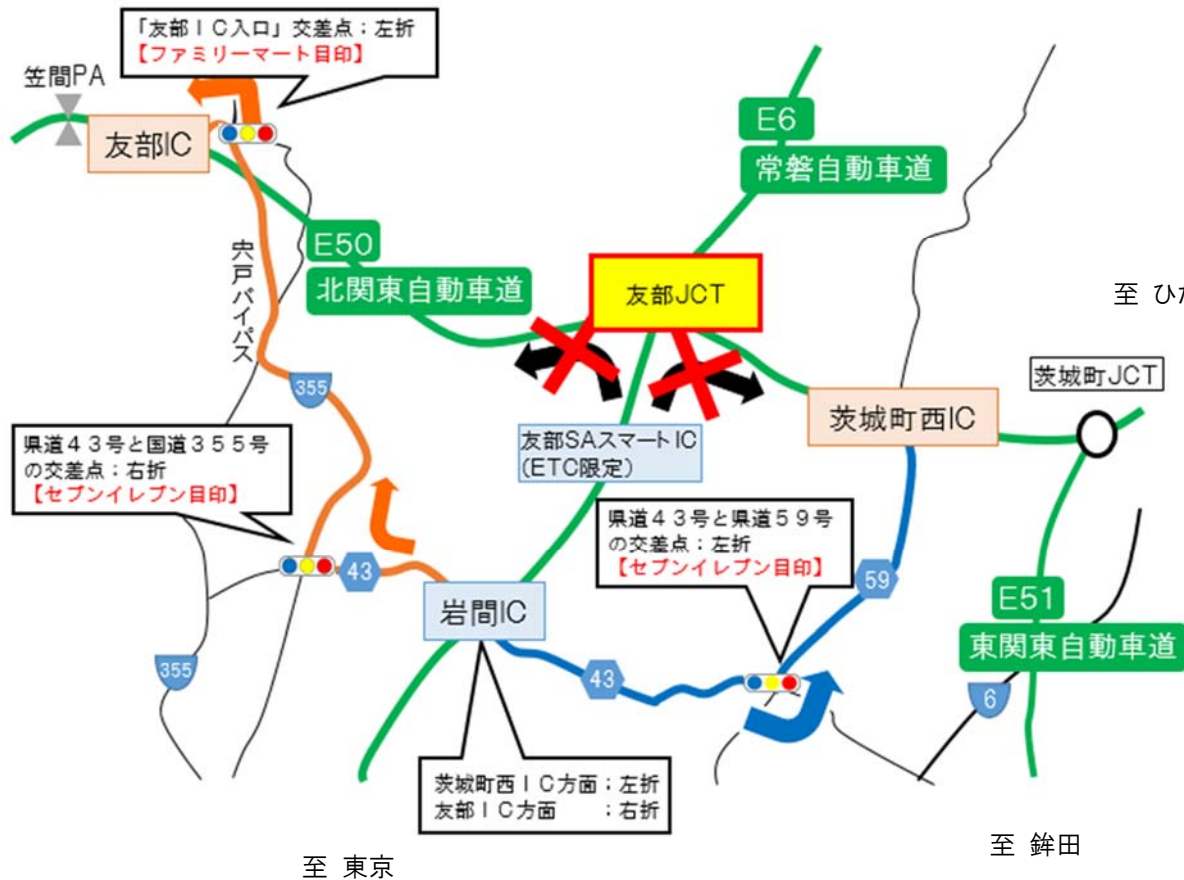 「友部ＩＣ入口」交差点：左折
【ファミリーマート目印】
笠間PA
友部IC
E6
常磐自動車道
E50
北関東自動車道
宍戸バイパス
友部JCT
至 ひた
茨城町JCT
355
茨城町西IC
県道４３号と国道３５５号
の交差点：右折
【セブンイレブン目印】
友部SAスマートIC
(ETC限定)
県道４３号と県道５９号
の交差点：左折
【セブンイレブン目印】
43
59
岩間IC
E51
東関東自動車道
355
43
6
茨城町西ＩＣ方面：左折
友部ＩＣ方面　　：右折
至 東京
至 鉾田